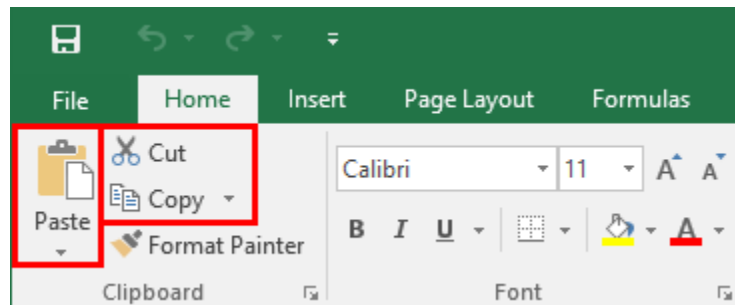 File Home Insert Page Layout Formulas
Paste
Cut
Copy
Format Painter
Clipboard
Calibri 11 A A
B I U A
Font